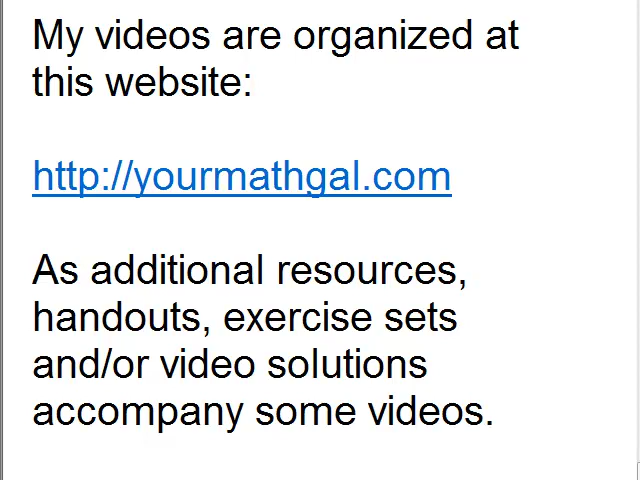 My videos are organized at
this website:
http://yourmathgal.com
As additional resources,
handouts, exercise sets
and/or video solutions
accompany some videos.